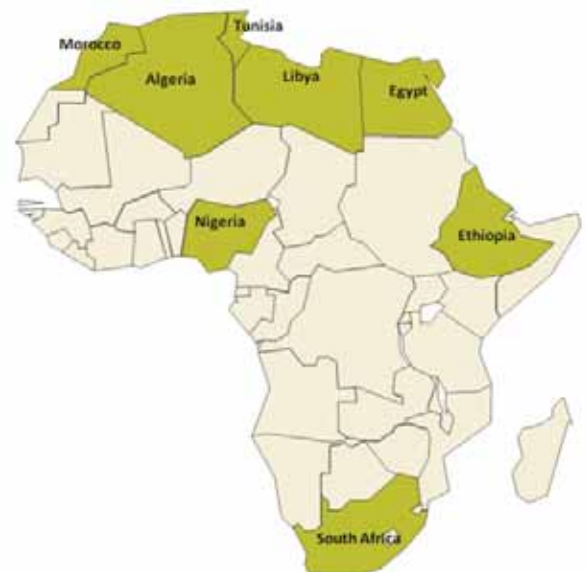 Tunisia
Morocco
Algeria
Libya
Egypt
Nigeria
Ethiopia
South Africa